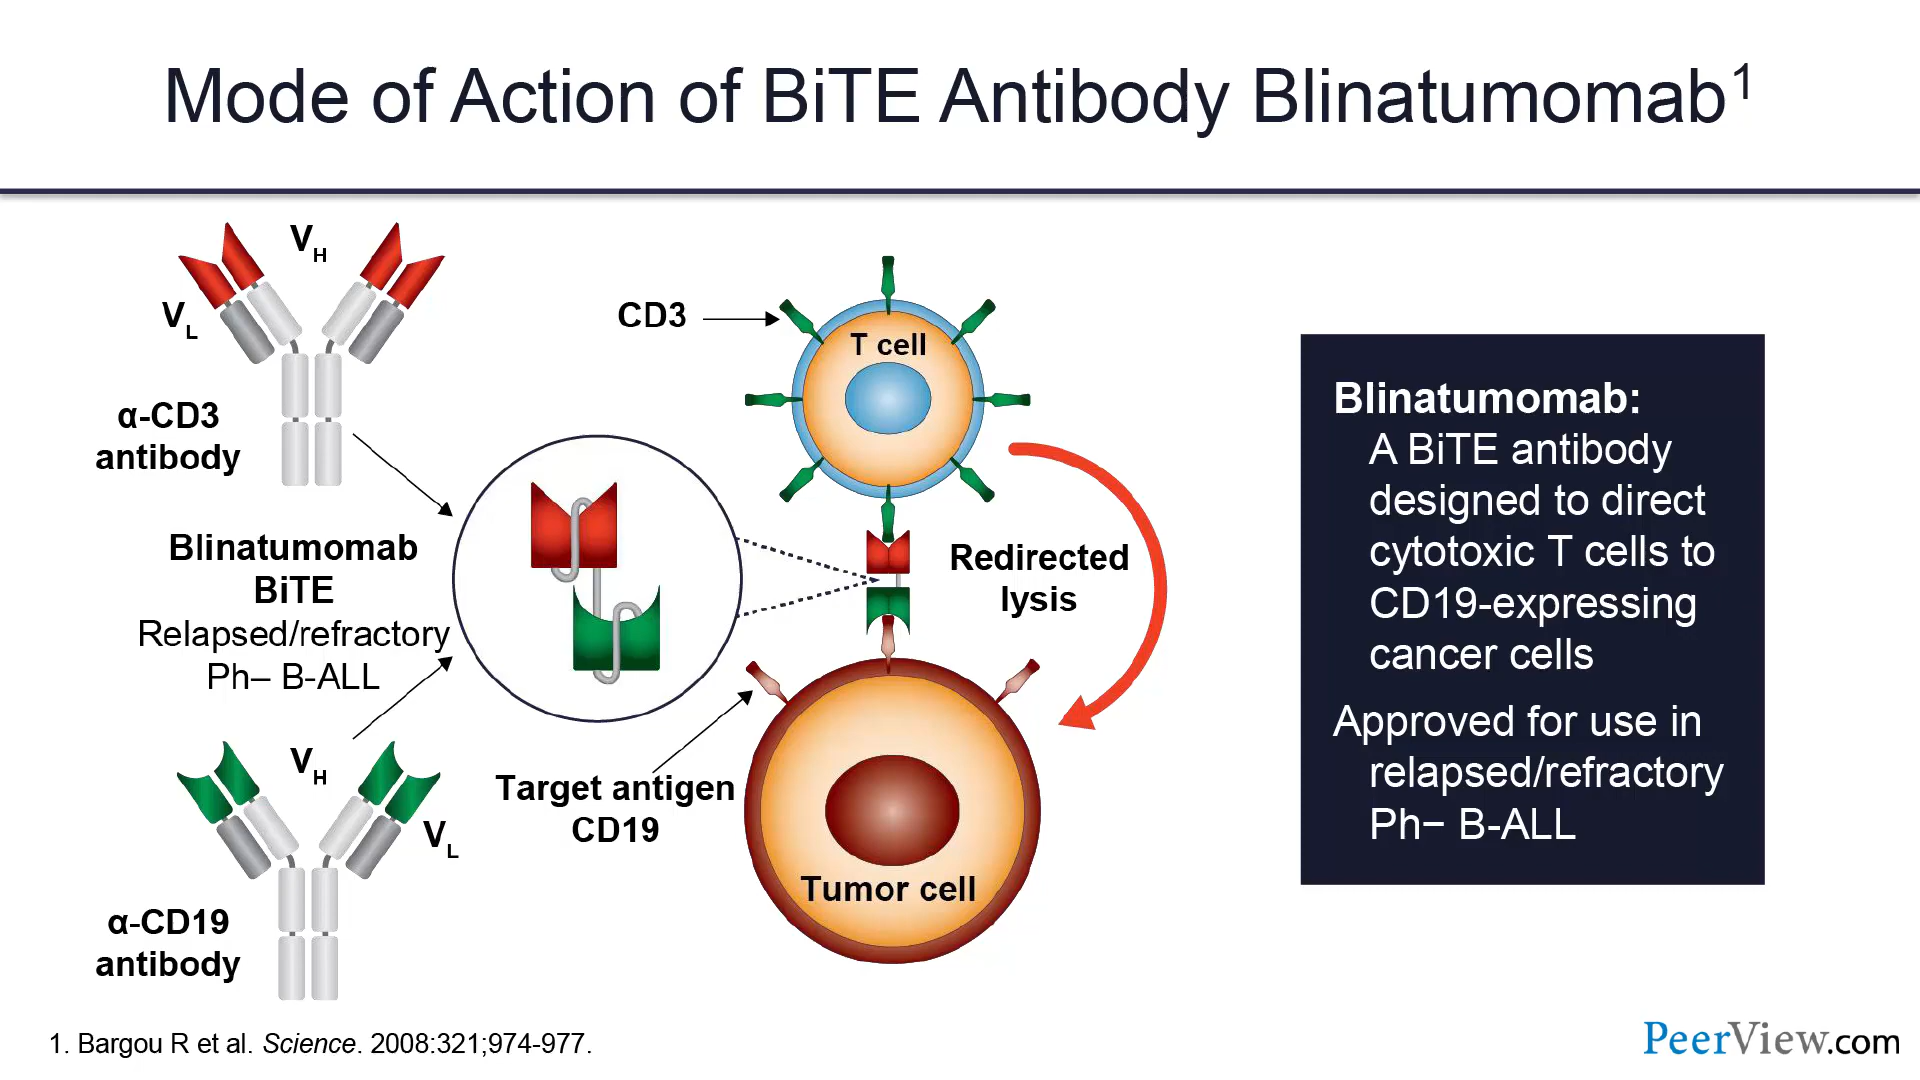 Mode of Action of BiTE Antibody Blinatumomab1
VH
VL
α-CD3
antibody
Blinatumomab
BiTE
Relapsed/refractory
Ph– B-ALL
VH
VL
α-CD19
antibody
CD3
T cell
Redirected
lysis
Target antigen
CD19
Tumor cell
Blinatumomab:
A BiTE antibody
designed to direct
cytotoxic T cells to
CD19-expressing
cancer cells
Approved for use in
relapsed/refractory
Ph− B-ALL
1. Bargou R et al. Science. 2008:321;974-977.
PeerView.com